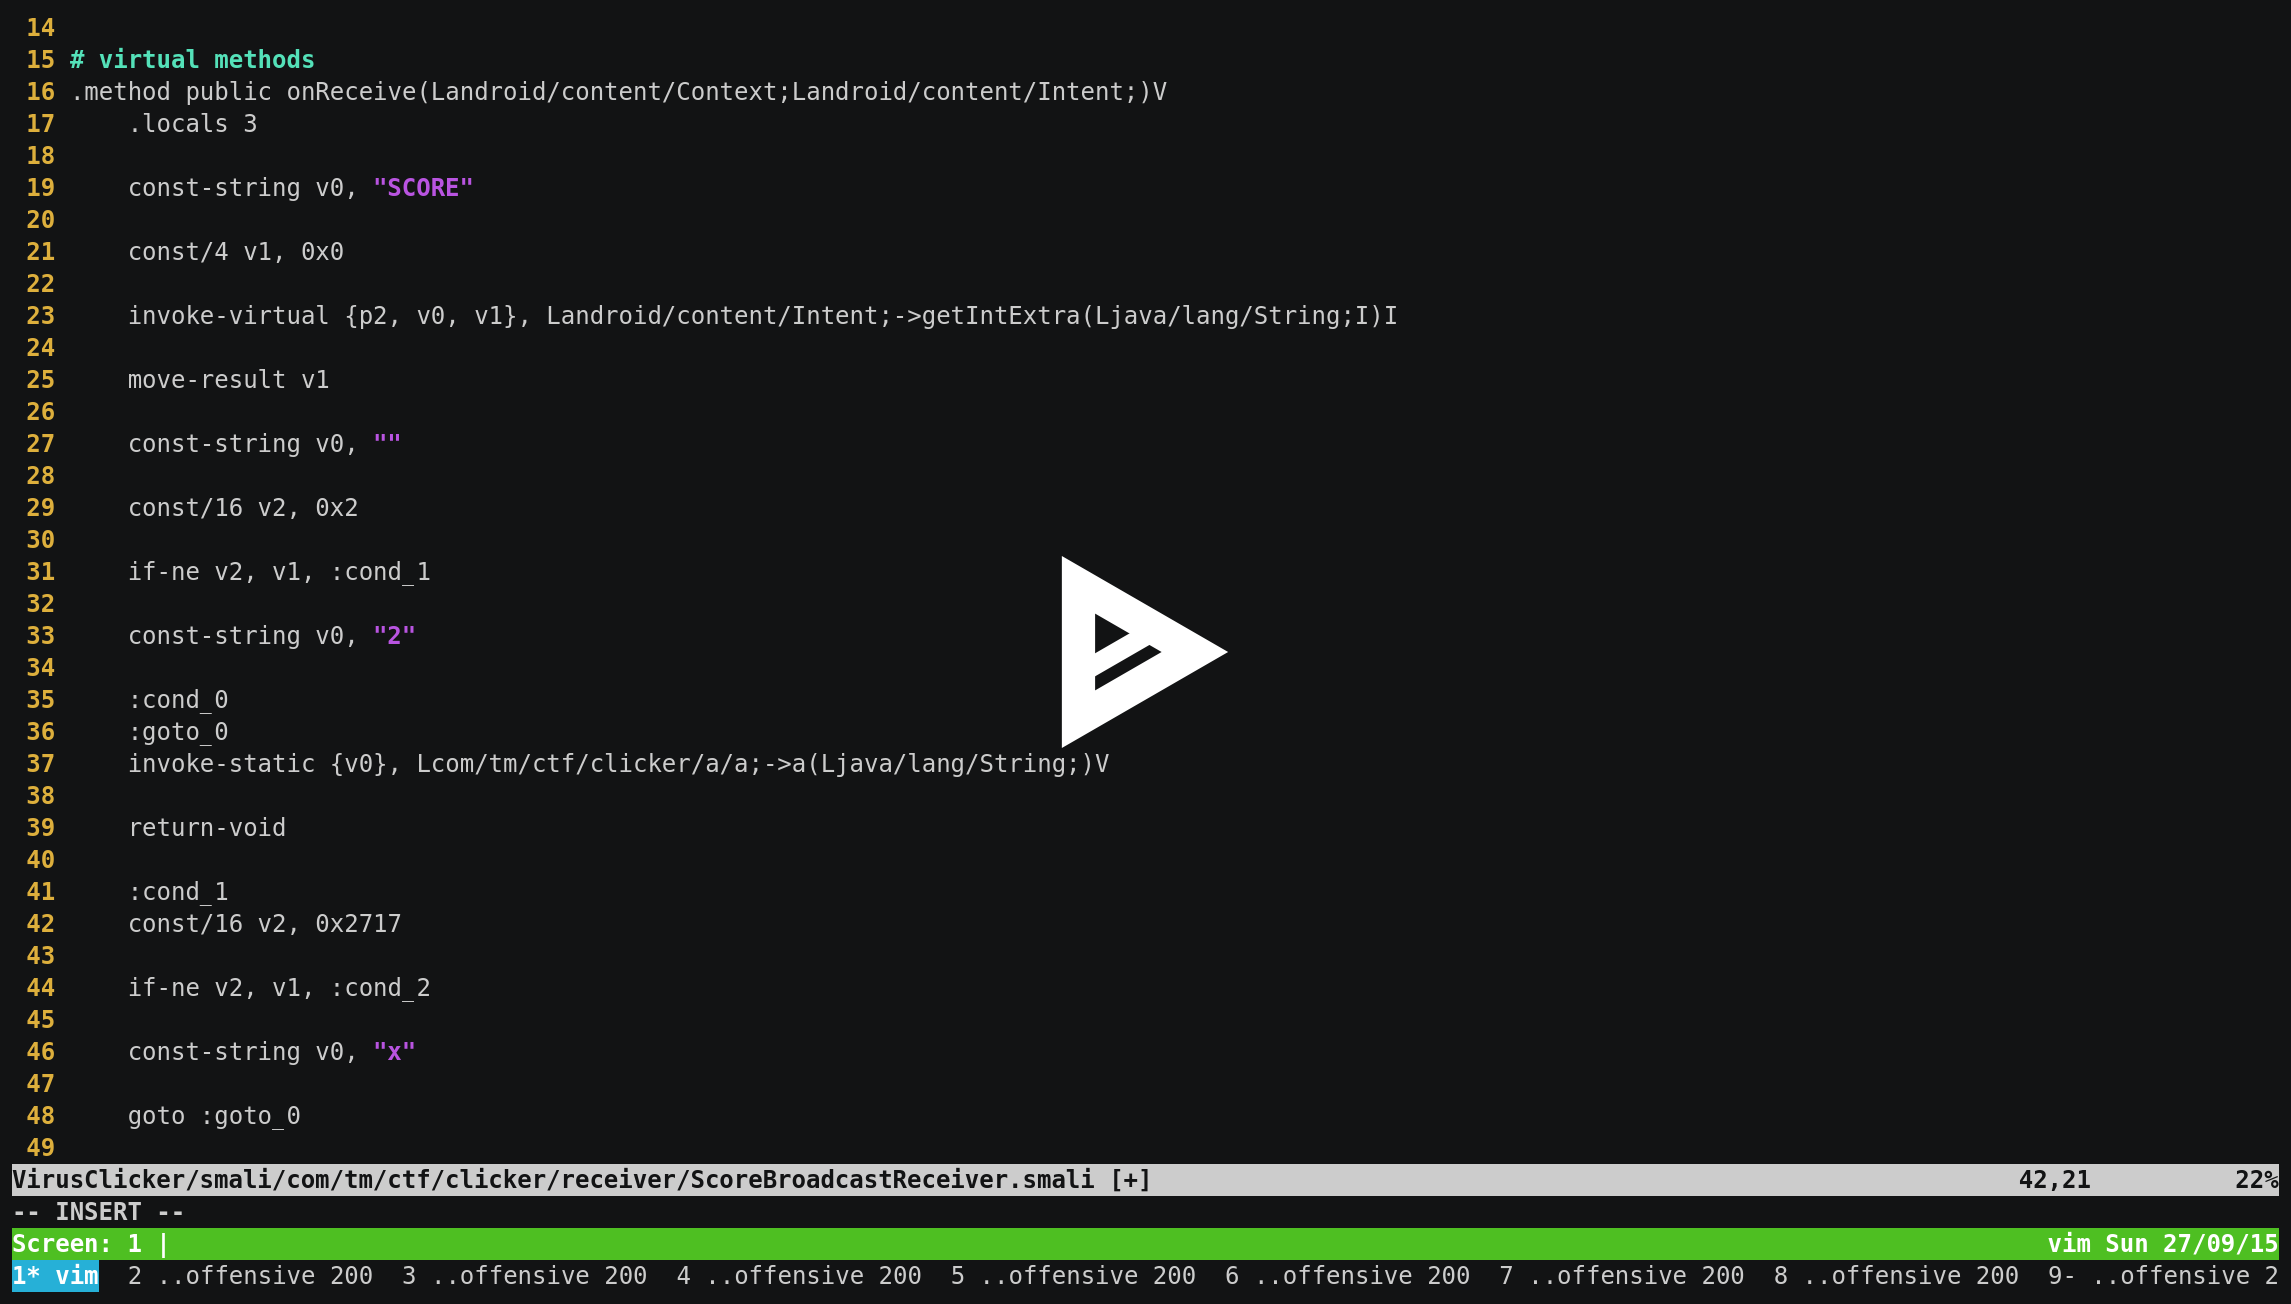 14
15 # virtual methods
16 .method public onReceive(Landroid/content/Context;Landroid/content/Intent;)V
17     .locals 3
18
19     const-string v0, "SCORE"
20
21     const/4 v1, 0x0
22
23     invoke-virtual {p2, v0, v1}, Landroid/content/Intent;->getIntExtra(Ljava/lang/String;I)I
24
25     move-result v1
26
27     const-string v0, ""
28
29     const/16 v2, 0x2
30
31     if-ne v2, v1, :cond_1
32
33     const-string v0, "2"
34
35     :cond_0
36     :goto_0
37     invoke-static {v0}, Lcom/tm/ctf/clicker/a/a;->a(Ljava/lang/String;)V
38
39     return-void
40
41     :cond_1
42     const/16 v2, 0x2717
43
44     if-ne v2, v1, :cond_2
45
46     const-string v0, "x"
47
48     goto :goto_0
49
VirusClicker/smali/com/tm/ctf/clicker/receiver/ScoreBroadcastReceiver.smali [+] 42,21 22%
-- INSERT --
Screen: 1 | vim Sun 27/09/15
1* vim  2 ..offensive 200  3 ..offensive 200  4 ..offensive 200  5 ..offensive 200  6 ..offensive 200  7 ..offensive 200  8 ..offensive 200  9- ..offensive 2